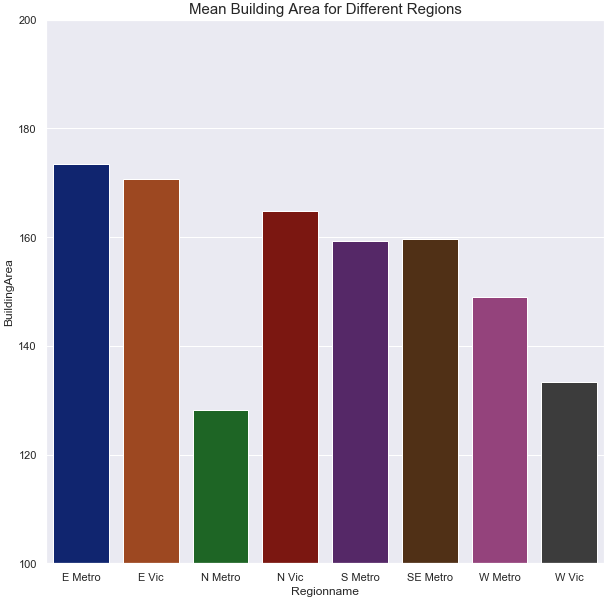 Mean Building Area for Different Regions
200
180
160
140
120
100
BuildingArea
E Metro E Vic N Metro N Vic S Metro SE Metro W Metro W Vic
Regionname